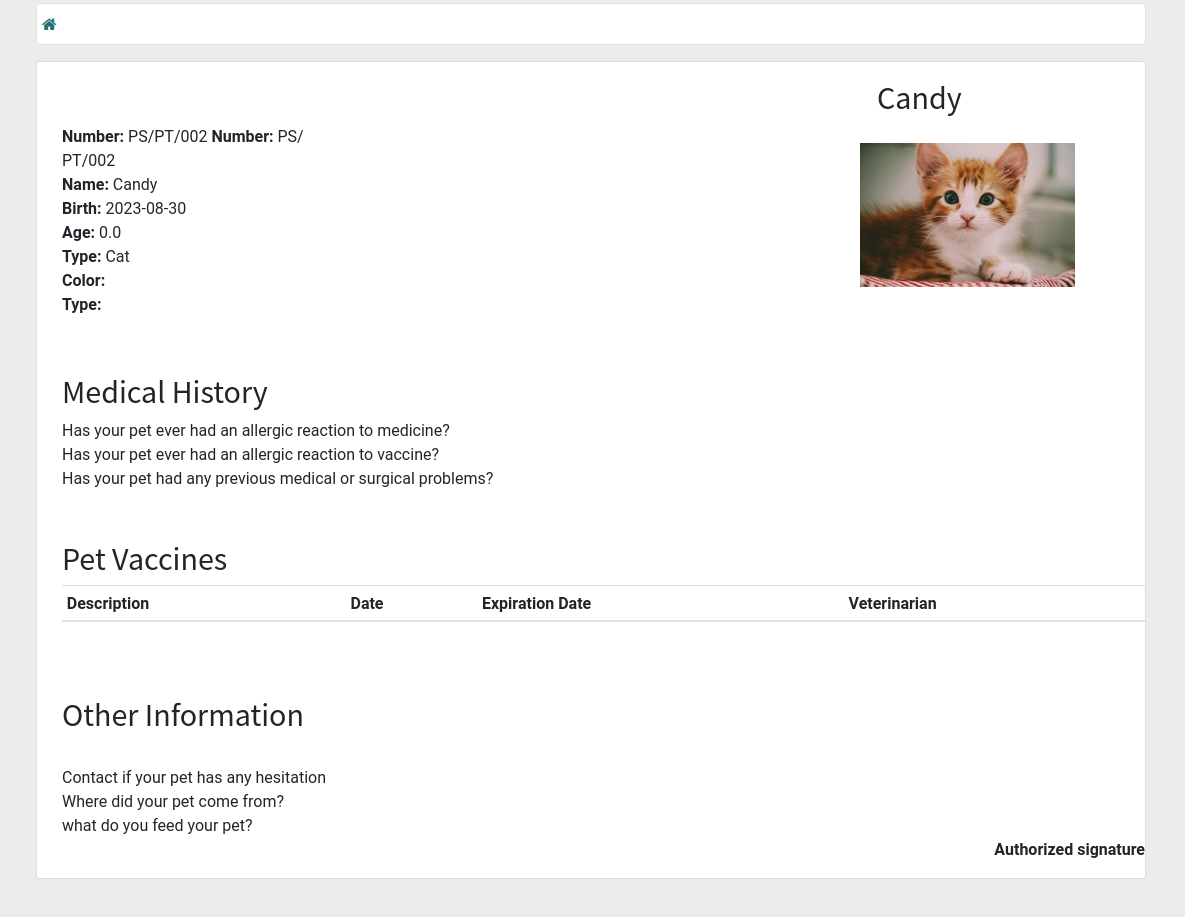 Candy
Number: PS/PT/002 Number: PS/
PT/002
Name: Candy
Birth: 2023-08-30
Age: 0.0
Type: Cat
Color:
Type:
Medical History
Has your pet ever had an allergic reaction to medicine?
Has your pet ever had an allergic reaction to vaccine?
Has your pet had any previous medical or surgical problems?
Pet Vaccines
Description Date Expiration Date Veterinarian
Other Information
Contact if your pet has any hesitation
Where did your pet come from?
what do you feed your pet?
Authorized signature